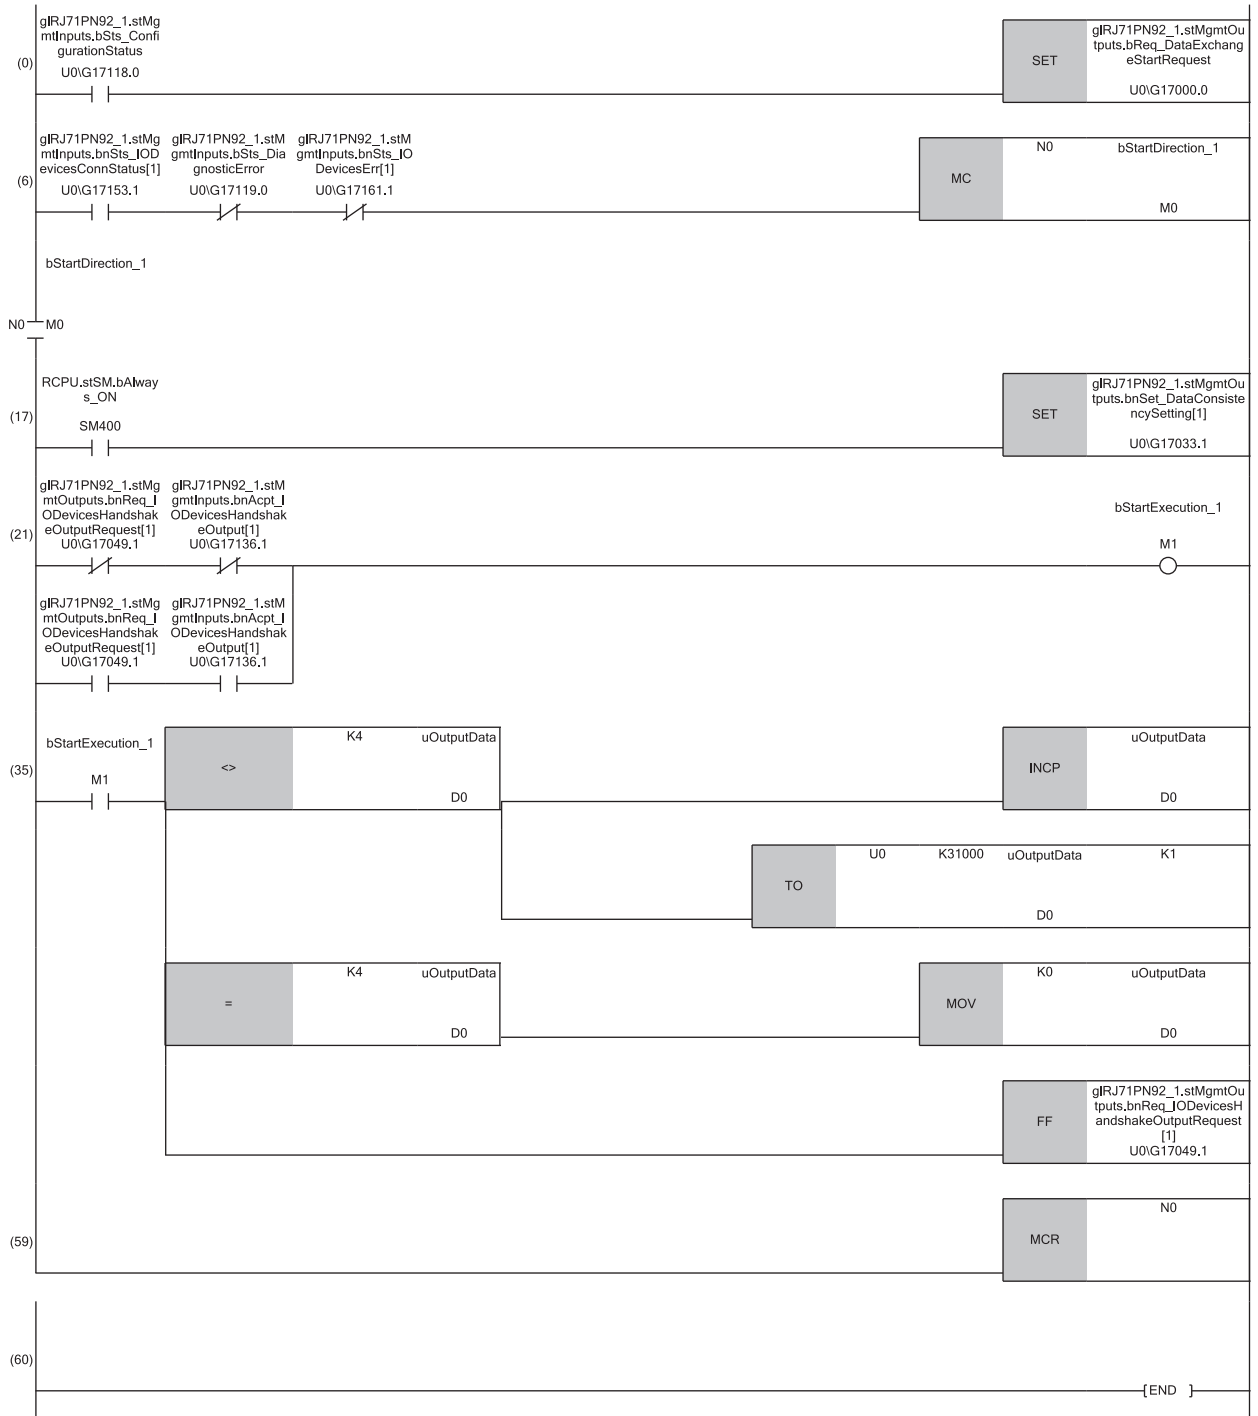 (0)
gIRJ71PN92_1.stMg
mtInputs.bSts_Confi
gurationStatus
U0\G17118.0
SET
gIRJ71PN92_1.stMgmtOu
tputs.bReq_DataExchang
eStartRequest
U0\G17000.0
(6)
gIRJ71PN92_1.stMg
mtInputs.bnSts_IOD
evicesConnStatus[1]
U0\G17153.1
gIRJ71PN92_1.stM
gmtInputs.bSts_Dia
gnosticError
U0\G17119.0
gIRJ71PN92_1.stM
gmtInputs.bnSts_IO
DevicesErr[1]
U0\G17161.1
MC
N0
bStartDirection_1
M0
bStartDirection_1
N0
M0
(17)
RCPU.stSM.bAlway
s_ON
SM400
SET
gIRJ71PN92_1.stMgmtOu
tputs.bnSet_DataConsiste
ncySetting[1]
U0\G17033.1
(21)
gIRJ71PN92_1.stMg
mtOutputs.bnReq_I
ODevicesHandshak
eOutputRequest[1]
U0\G17049.1
gIRJ71PN92_1.stM
gmtInputs.bnAcpt_I
ODevicesHandshak
eOutput[1]
U0\G17136.1
bStartExecution_1
M1
gIRJ71PN92_1.stMg
mtOutputs.bnReq_I
ODevicesHandshak
eOutputRequest[1]
U0\G17049.1
gIRJ71PN92_1.stM
gmtInputs.bnAcpt_I
ODevicesHandshak
eOutput[1]
U0\G17136.1
(35)
bStartExecution_1
M1
<>
K4
uOutputData
D0
INCP
uOutputData
D0
TO
U0
K31000
uOutputData
D0
K1
=
K4
uOutputData
D0
MOV
K0
uOutputData
D0
FF
gIRJ71PN92_1.stMgmtOu
tputs.bnReq_IODevicesH
andshakeOutputRequest
[1]
U0\G17049.1
(59)
MCR
N0
(60)
[END ]